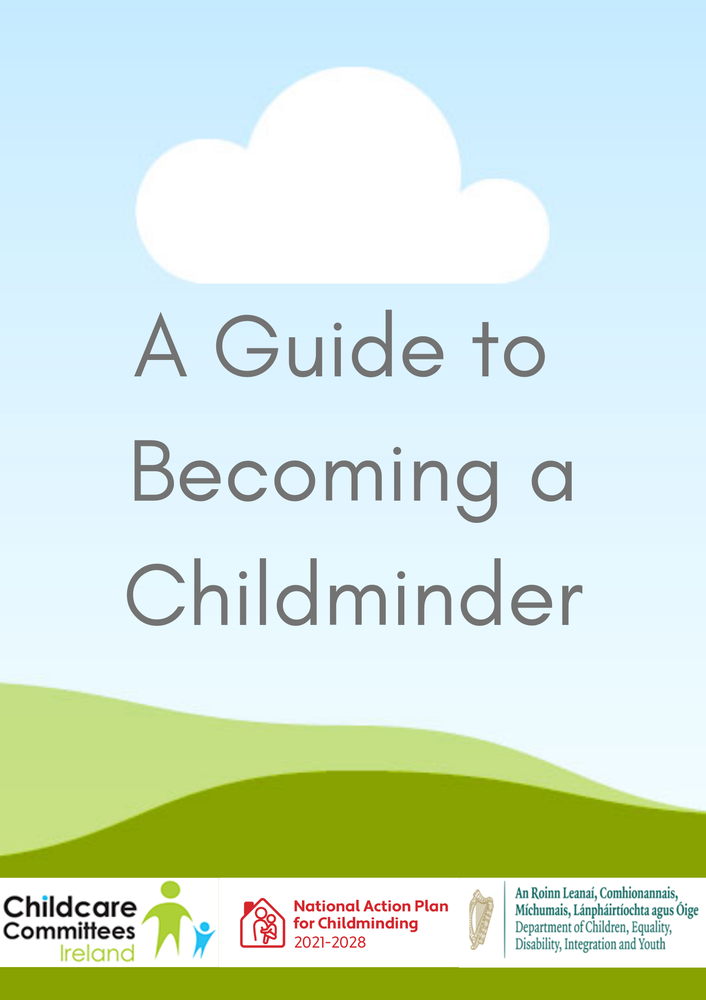 A Guide to
Becoming a
Childminder
Childcare
Committees
Ireland
National Action Plan
for Childminding
2021-2028
An Roinn Leanaí, Comhionannais,
Míchumais, Lánpháirtíochta agus Óige
Department of Children, Equality,
Disability, Integration and Youth